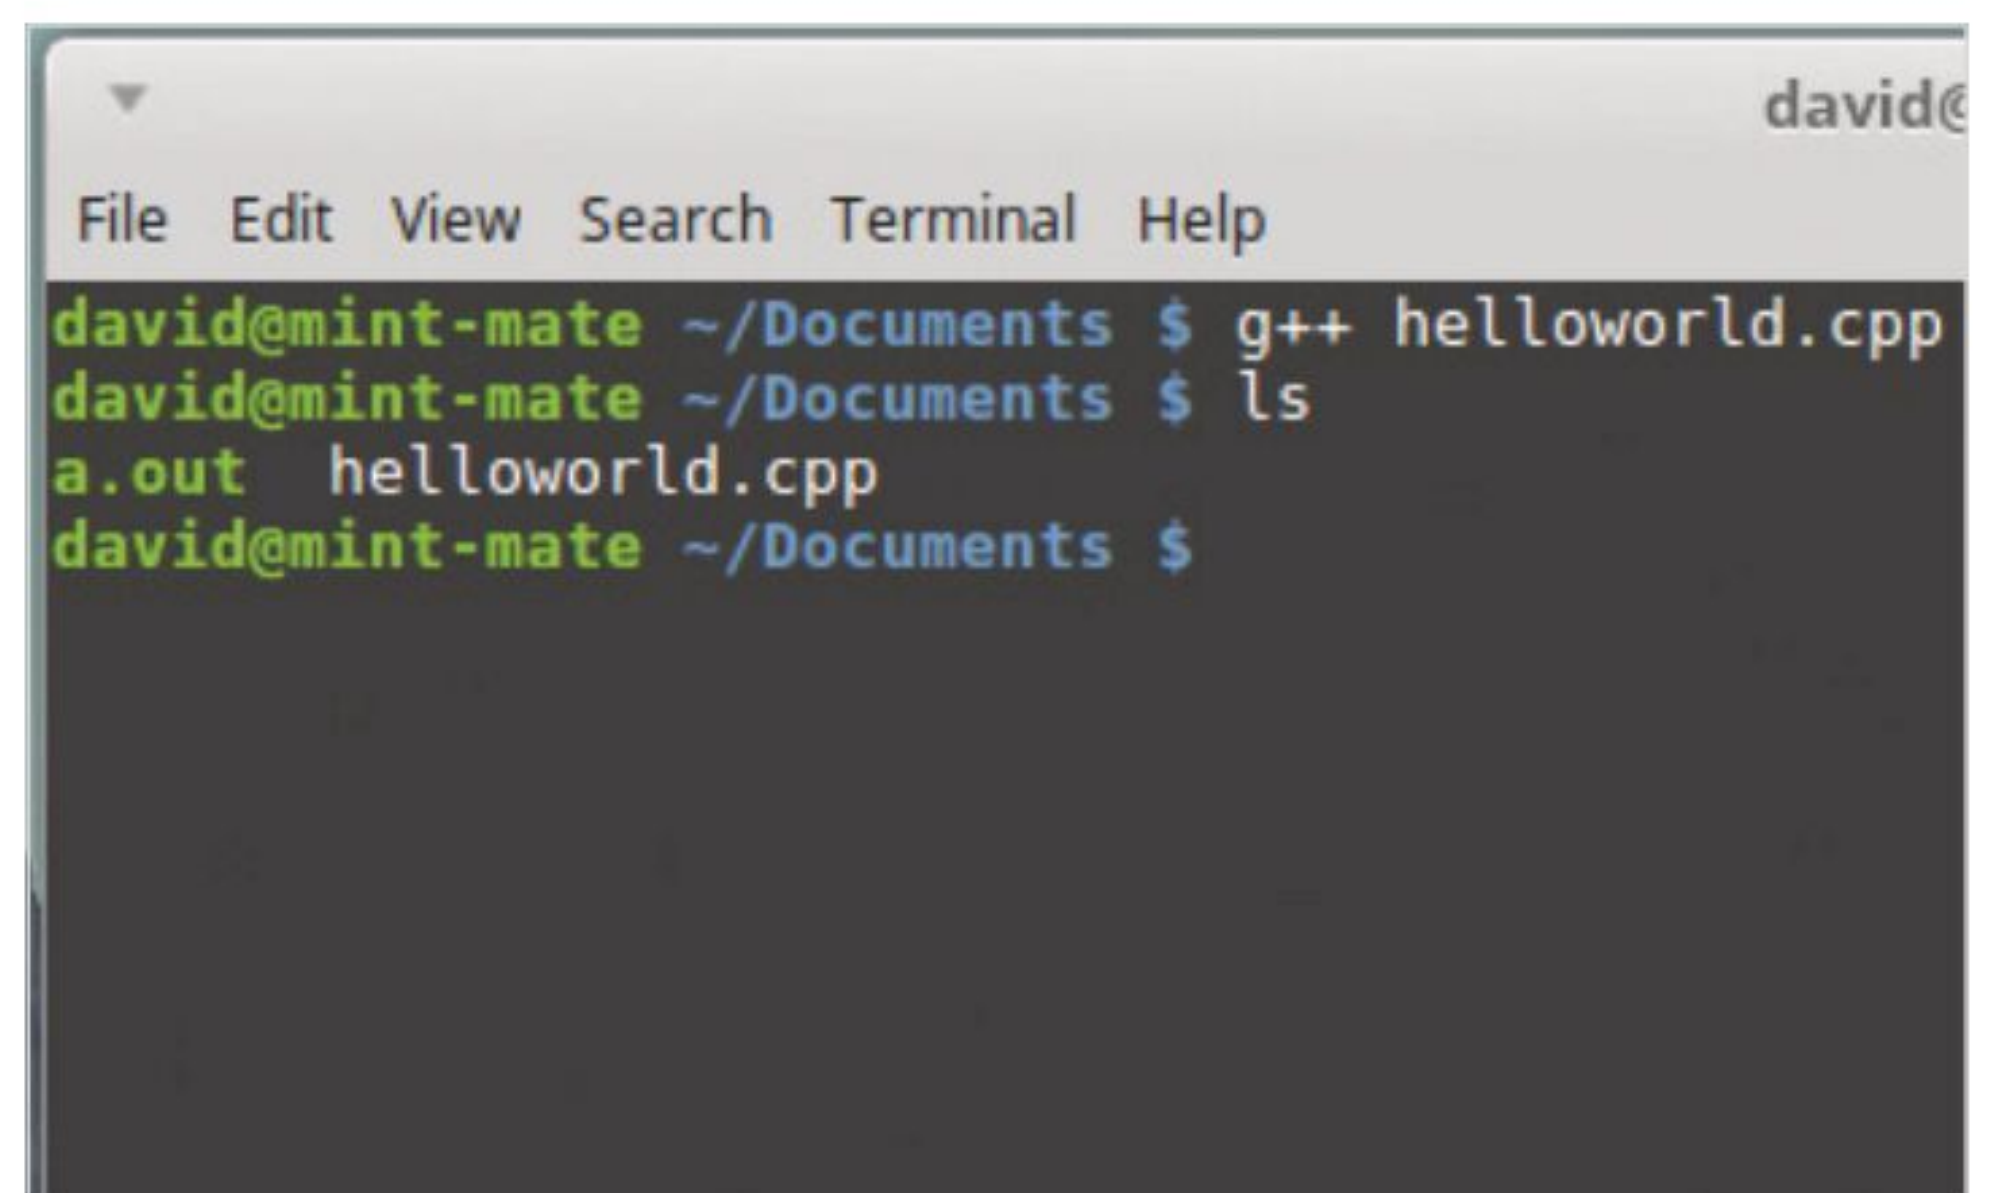 david@
File Edit View Search Terminal Help
david@mint-mate ~/Documents $ g++ helloworld.cpp
david@mint-mate ~/Documents $ ls
a.out  helloworld.cpp
david@mint-mate ~/Documents $